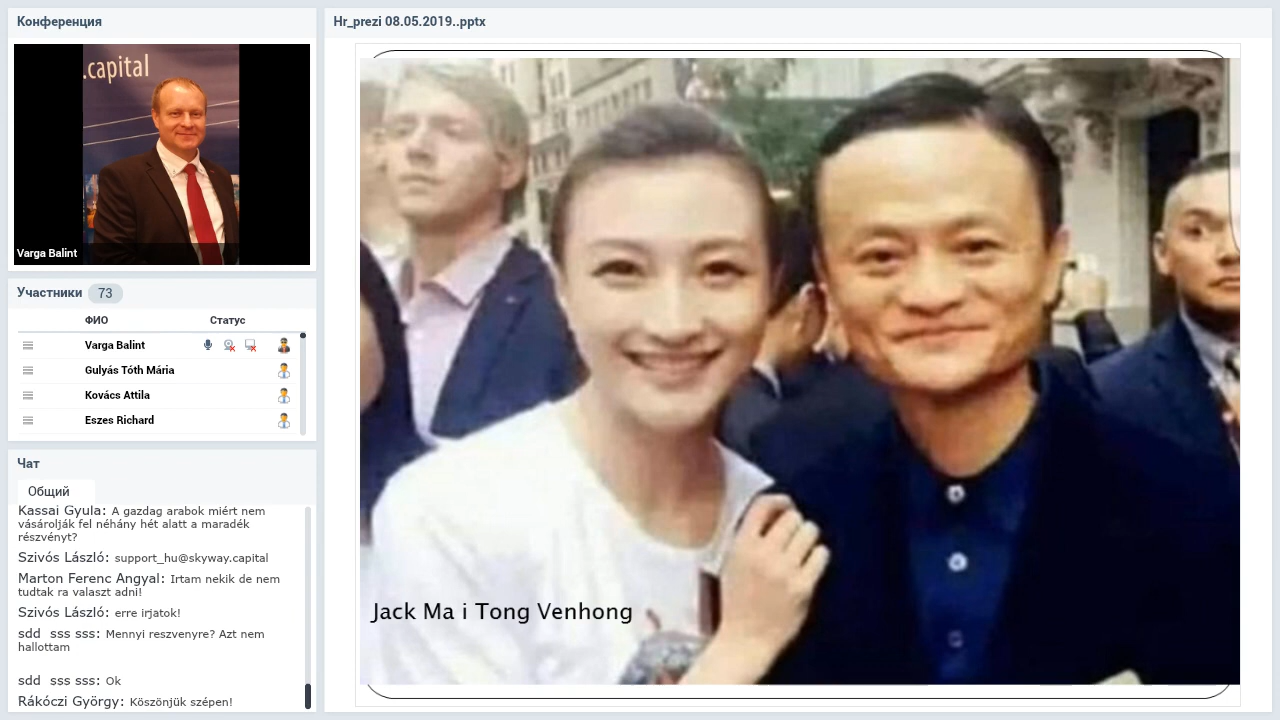 Конференция
.capital
Varga Balint
Участники 73
ФИО Статус
Varga Balint
Gulyás Tóth Mária
Kovács Attila
Eszes Richard
Чат
Общий
Kassai Gyula: A gazdag arabok miért nem
vásárolják fel néhány hét alatt a maradék
részvényt?
Szivós László: support_hu@skyway.capital
Marton Ferenc Angyal: Irtam nekik de nem
tudtak ra valaszt adni!
Szivós László: erre irjatok!
sdd sss sss: Mennyi reszvenyre? Azt nem
hallottam
sdd sss sss: Ok
Rákóczi György: Köszönjük szépen!
Hr_prezi 08.05.2019..pptx
Jack Ma i Tong Venhong